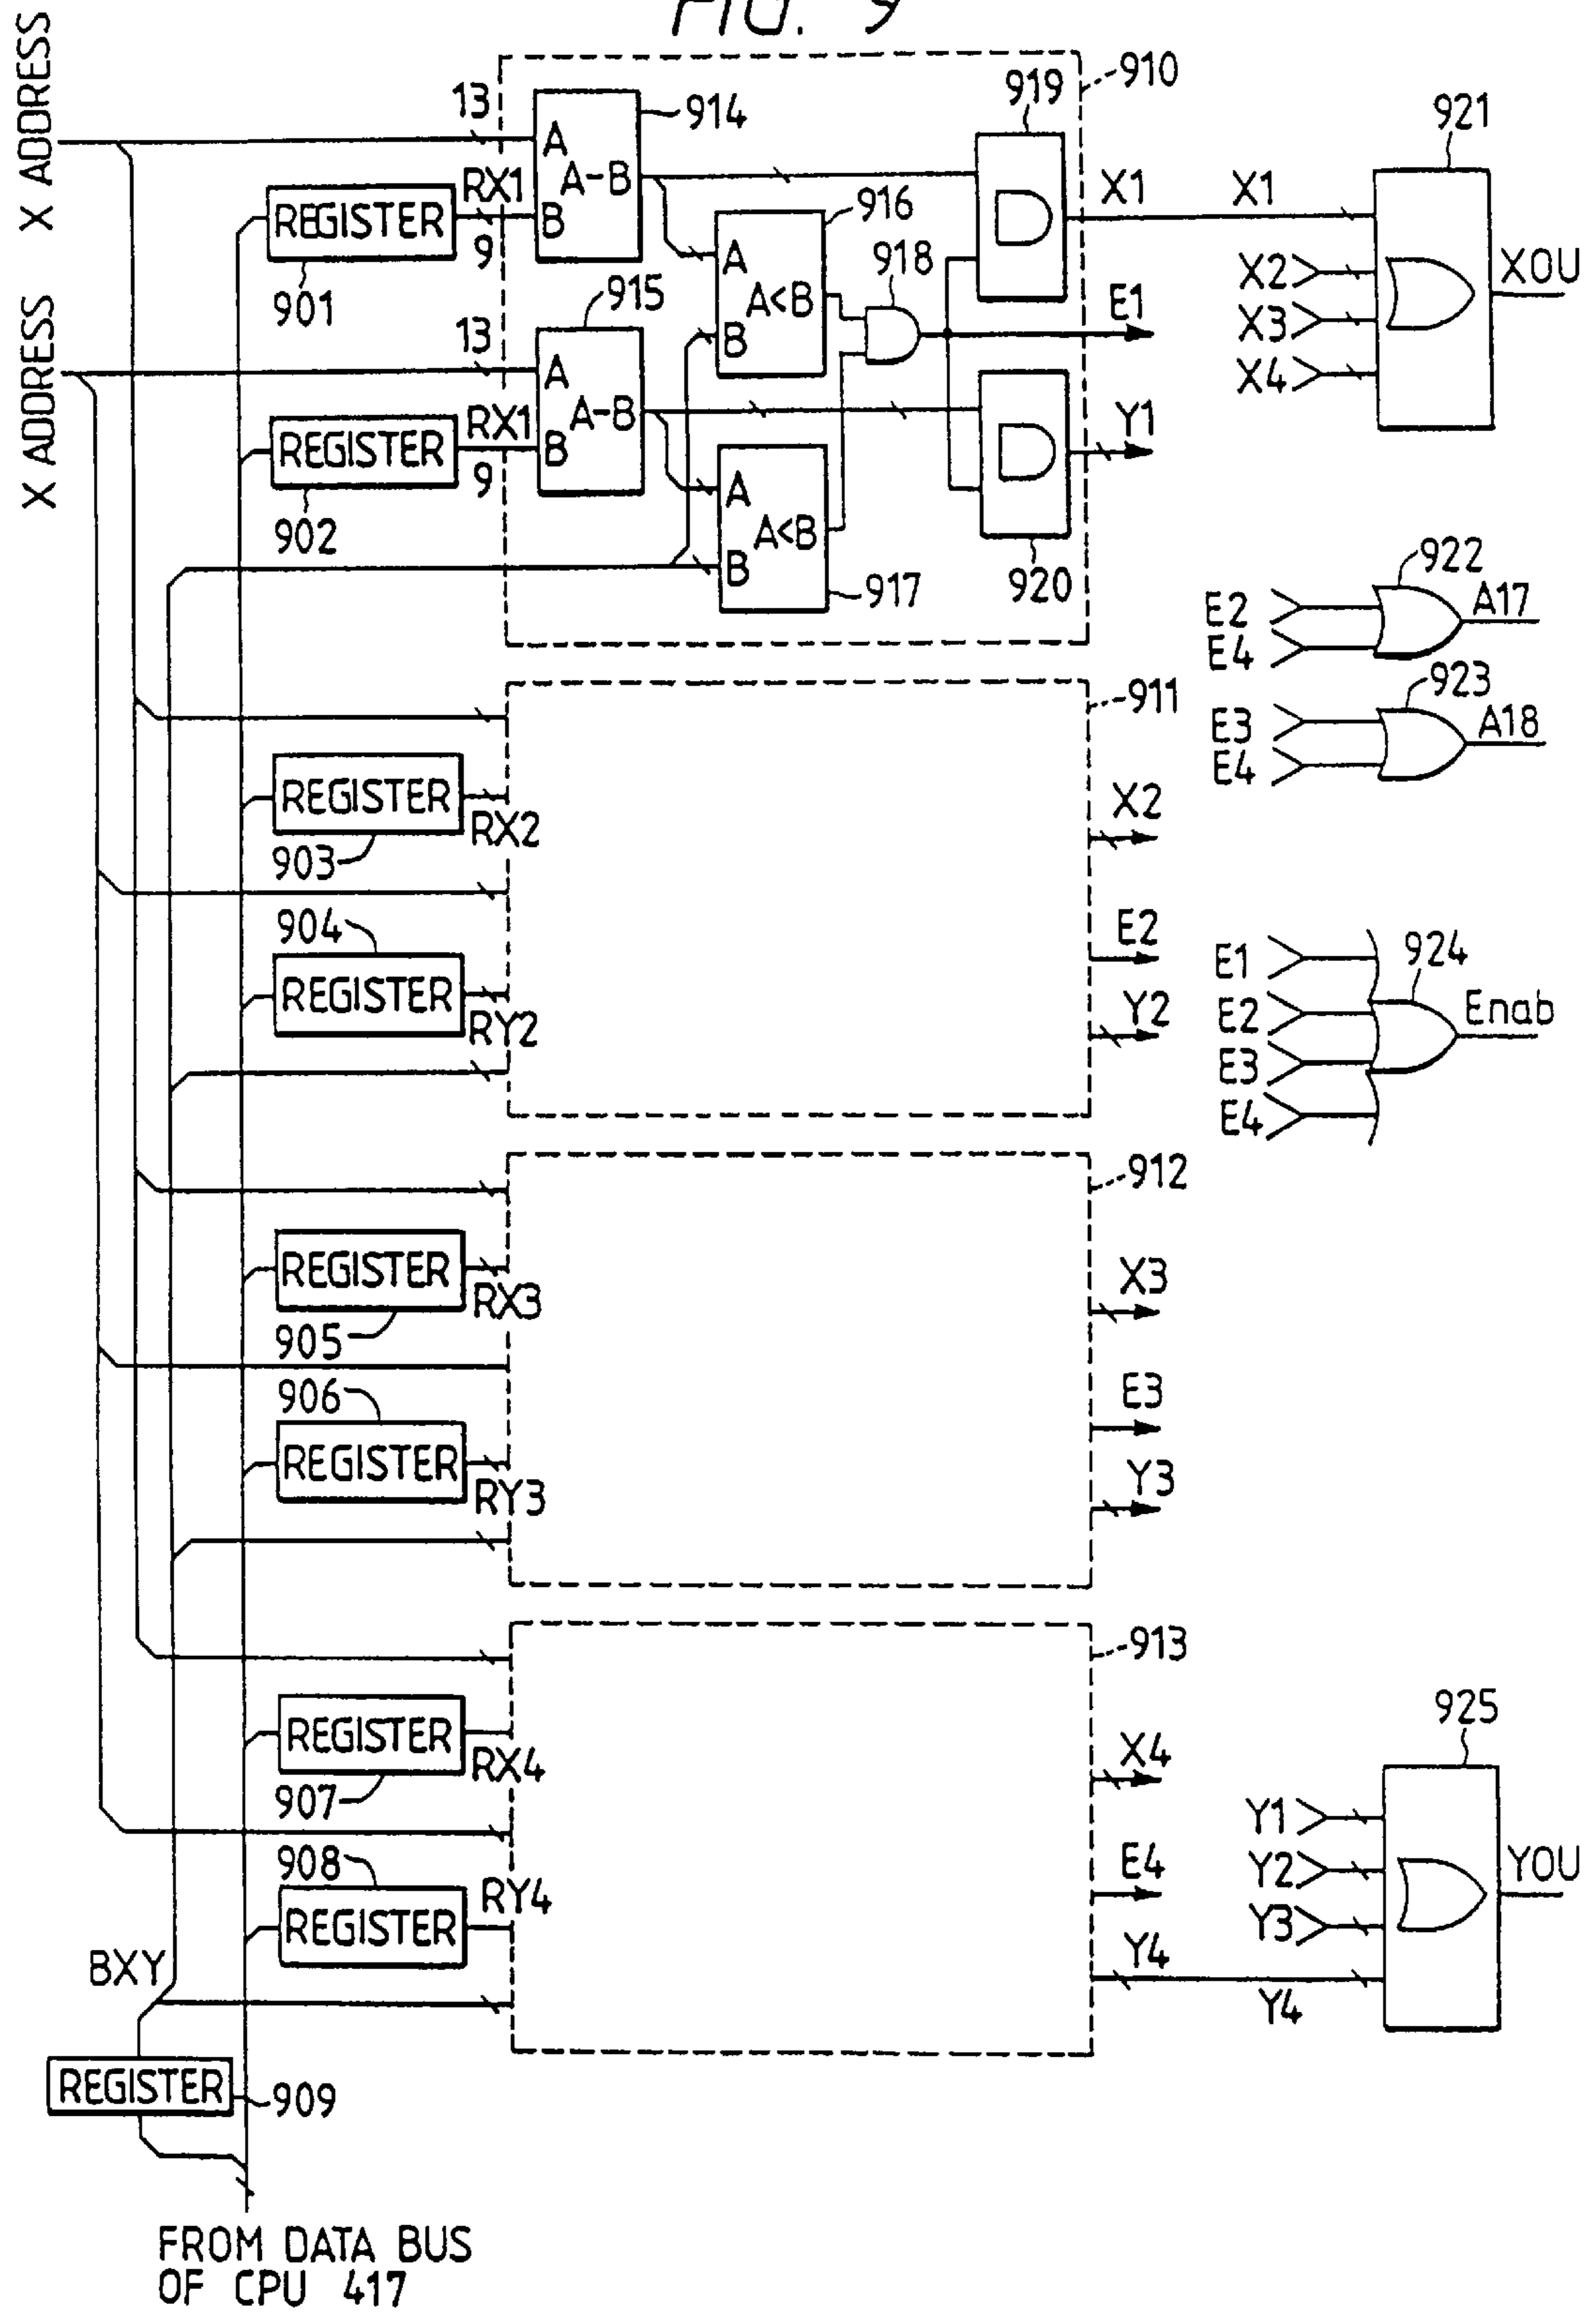 FIG. 9
X ADDRESS
13
914
919
910
921
A
A-B
B
RX1
REGISTER
9
901
916
X1
X1
A
A<B
B
918
X2
X3
X4
XOU
E1
X ADDRESS
13
915
A
A-B
B
RX1
REGISTER
9
902
Y1
A
A<B
B
917
920
922
E2
E4
A17
911
923
E3
E4
A18
REGISTER
RX2
903
X2
904
REGISTER
RY2
E2
Y2
E1
E2
E3
E4
924
Enab
912
REGISTER
RX3
905
X3
906
REGISTER
RY3
E3
Y3
913
REGISTER
RX4
907
X4
925
908
RY4
REGISTER
E4
Y4
Y1
Y2
Y3
Y4
YOU
BXY
REGISTER
909
FROM DATA BUS
OF CPU 417